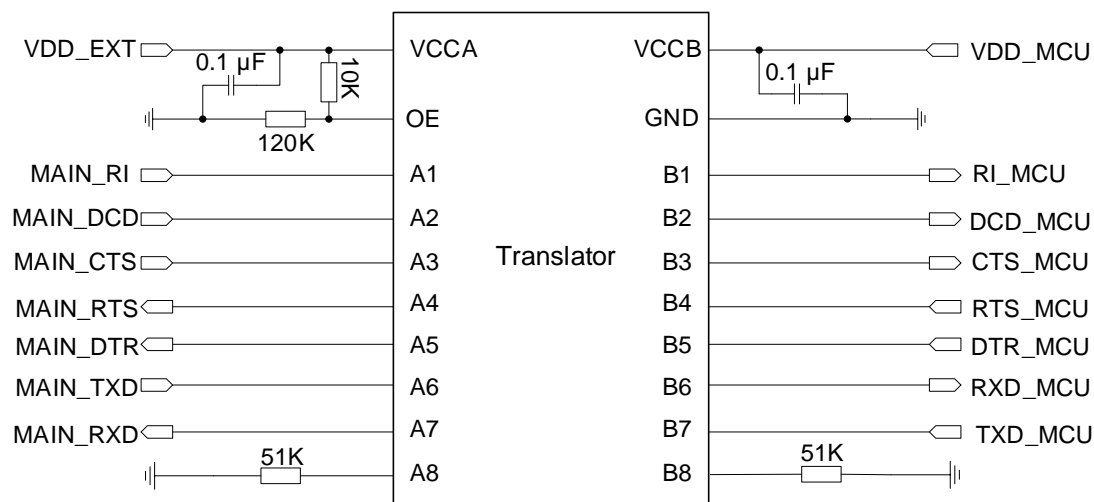 VDD_EXT VCCA VCCB VDD_MCU
0.1 µF 10K 0.1 µF
OE GND
120K
MAIN_RI A1 B1 RI_MCU
MAIN_DCD A2 B2 DCD_MCU
MAIN_CTS A3 Translator B3 CTS_MCU
MAIN_RTS A4 B4 RTS_MCU
MAIN_DTR A5 B5 DTR_MCU
MAIN_TXD A6 B6 RXD_MCU
MAIN_RXD A7 B7 TXD_MCU
51K A8 B8 51K